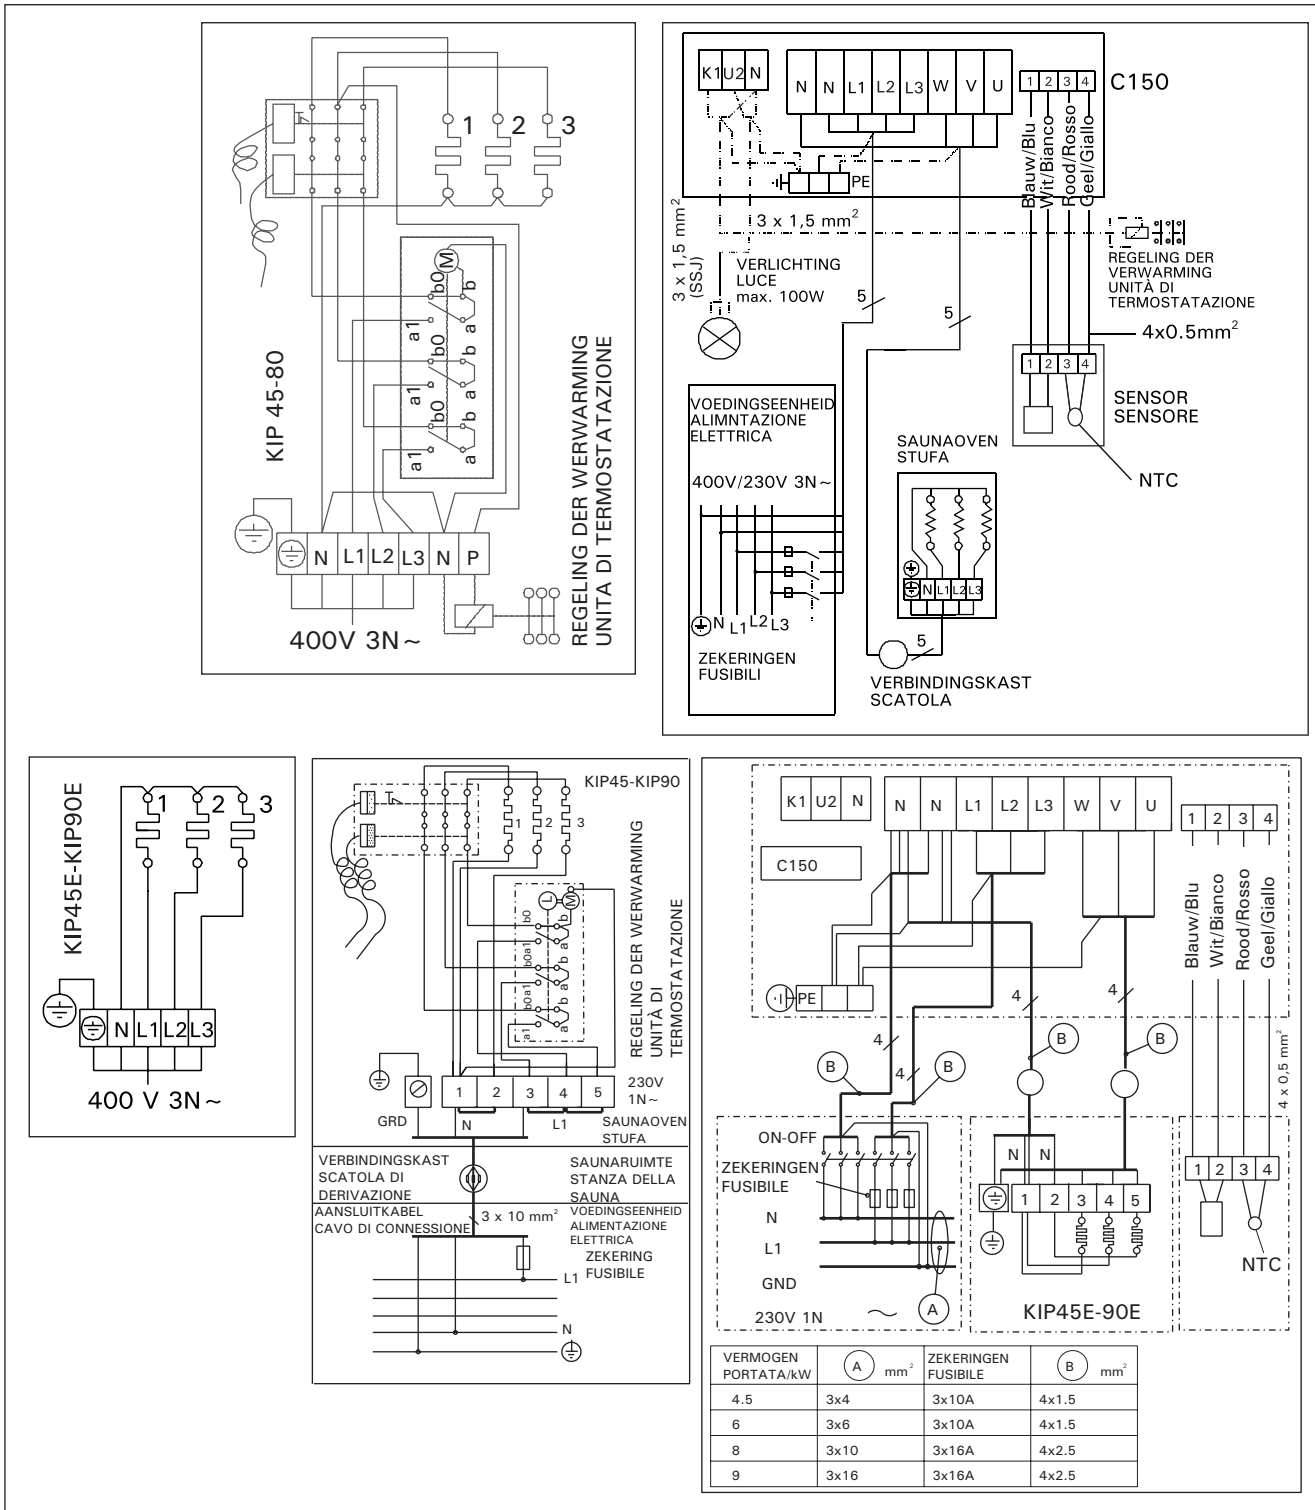 1
2
3
KIP 45-80
M
b0
b
a1
a
b0
b
a1
a
b0
b
a1
a
REGELING DER WERWARMING
UNITA DI TERMOSTATAZIONE
N L1 L2 L3 N P
400V 3N~
K1 U2 N
N N L1 L2 L3 W V U
1 2 3 4
C150
Blauw/Blu
Wit/Bianco
Rood/Rosso
Geel/Giallo
PE
3 x 1,5 mm²
(SSJ)
3 x 1,5 mm²
VERLICHTING
LUCE
max. 100W
5
5
REGELING DER
VERWARMING
UNITÀ DI
TERMOSTATAZIONE
4x0.5mm²
1 2 3 4
SENSOR
SENSORE
NTC
VOEDINGSEENHEID
ALIMNTAZIONE
ELETTRICA
400V/230V 3N~
N L1 L2 L3
ZEKERINGEN
FUSIBILI
SAUNAOVEN
STUFA
N L1 L2 L3
5
VERBINDINGSKAST
SCATOLA
KIP45E-KIP90E
1
2
3
N L1 L2 L3
400 V 3N~
KIP45-KIP90
1
2
3
L M
b0
b
a1
a
b0
b
a1
a
b0
b
a1
a
REGELING DER WERWARMING
UNITÀ DI
TERMOSTATAZIONE
1 2 3 4 5
230V
1N~
GRD
N
L1
SAUNAOVEN
STUFA
VERBINDINGSKAST
SCATOLA DI
DERIVAZIONE
SAUNARUIMTE
STANZA DELLA
SAUNA
AANSLUITKABEL
CAVO DI CONNESSIONE
3 x 10 mm²
VOEDINGSEENHEID
ALIMENTAZIONE
ELETTRICA
ZEKERING
FUSIBILE
L1
N
K1 U2 N
N N L1 L2 L3 W V U
1 2 3 4
C150
Blauw/Blu
Wit/Bianco
Rood/Rosso
Geel/Giallo
PE
4
4
4
4
B
B
B
B
4 x 0,5 mm²
ON-OFF
ZEKERINGEN
FUSIBILE
N
L1
GND
230V 1N ~
A
N N
1 2 3 4 5
KIP45E-90E
1 2 3 4
NTC
VERMOGEN
PORTATA/kW
A mm²
ZEKERINGEN
FUSIBILE
B mm²
4.5 3x4 3x10A 4x1.5
6 3x6 3x10A 4x1.5
8 3x10 3x16A 4x2.5
9 3x16 3x16A 4x2.5